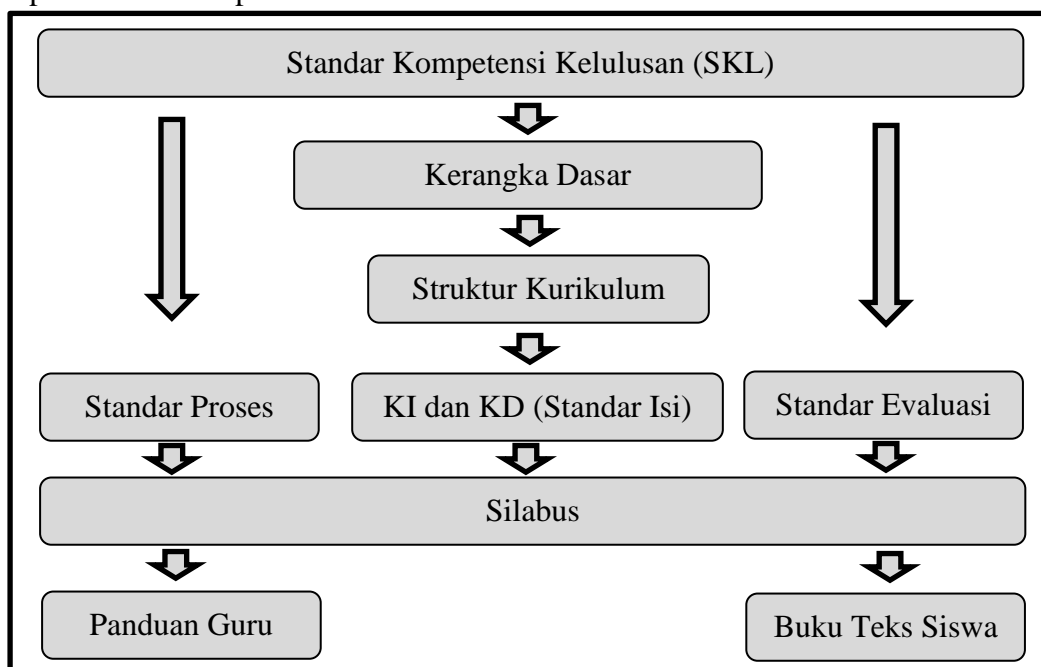 Standar Kompetensi Kelulusan (SKL)
Kerangka Dasar
Struktur Kurikulum
Standar Proses
KI dan KD (Standar Isi)
Standar Evaluasi
Silabus
Panduan Guru
Buku Teks Siswa